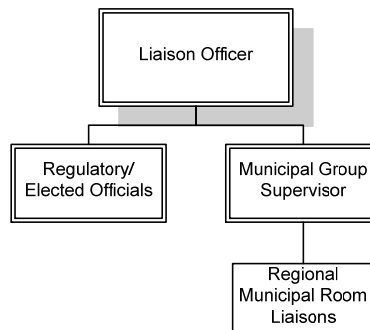 Liaison Officer
Regulatory/
Elected Officials
Municipal Group
Supervisor
Regional
Municipal Room
Liaisons